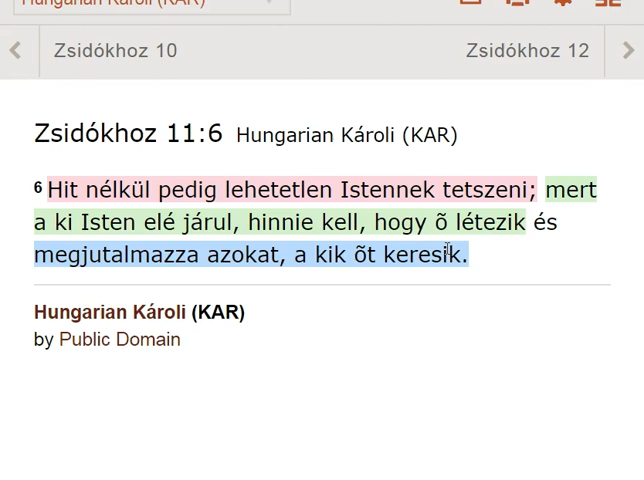 Hungarian Károli (KAR)
Zsidókhoz 10
Zsidókhoz 12
Zsidókhoz 11:6 Hungarian Károli (KAR)
6 Hit nélkül pedig lehetetlen Istennek tetszeni; mert
a ki Isten elé járul, hinnie kell, hogy õ létezik és
megjutalmazza azokat, a kik õt keresik.
Hungarian Károli (KAR)
by Public Domain